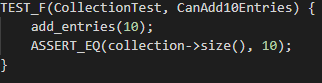 TEST_F(CollectionTest, CanAdd10Entries) {
    add_entries(10);
    ASSERT_EQ(collection->size(), 10);
}